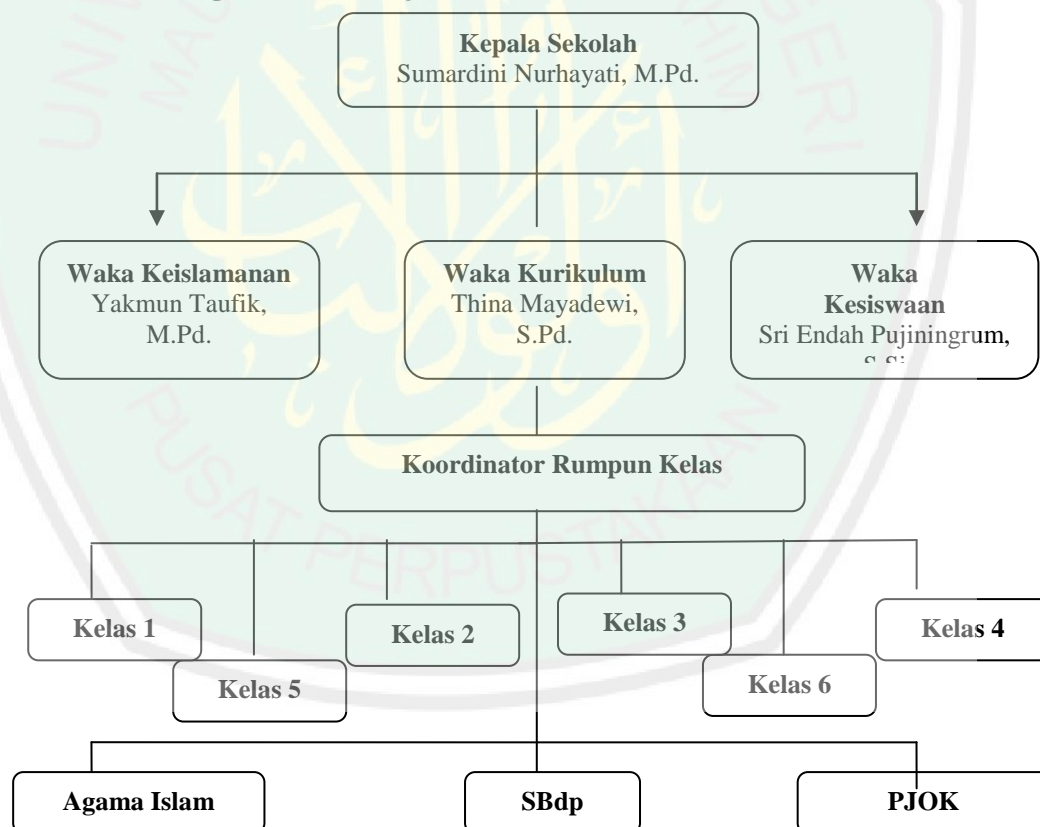 Kepala Sekolah
Sumardini Nurhayati, M.Pd.
Waka Keislamanan
Yakmun Taufik,
M.Pd.
Waka Kurikulum
Thina Mayadewi,
S.Pd.
Waka
Kesiswaan
Sri Endah Pujiningrum,
Koordinator Rumpun Kelas
Kelas 1
Kelas 2
Kelas 3
Kelas 4
Kelas 5
Kelas 6
Agama Islam
SBdp
PJOK
PUSAT PERPUSTAKAAN